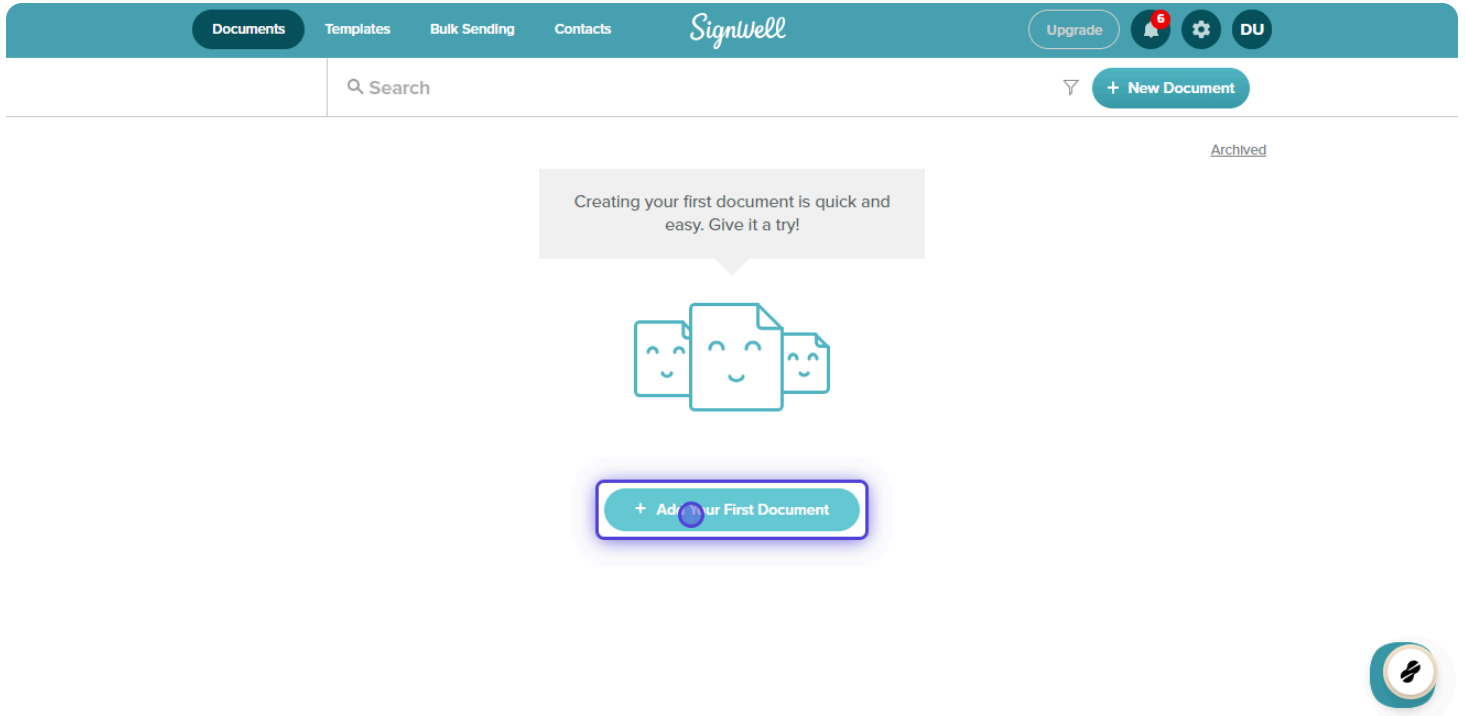 Documents Templates Bulk Sending Contacts SignWell Upgrade 6 DU
Search + New Document
Archived
Creating your first document is quick and
easy. Give it a try!
+ Add Your First Document